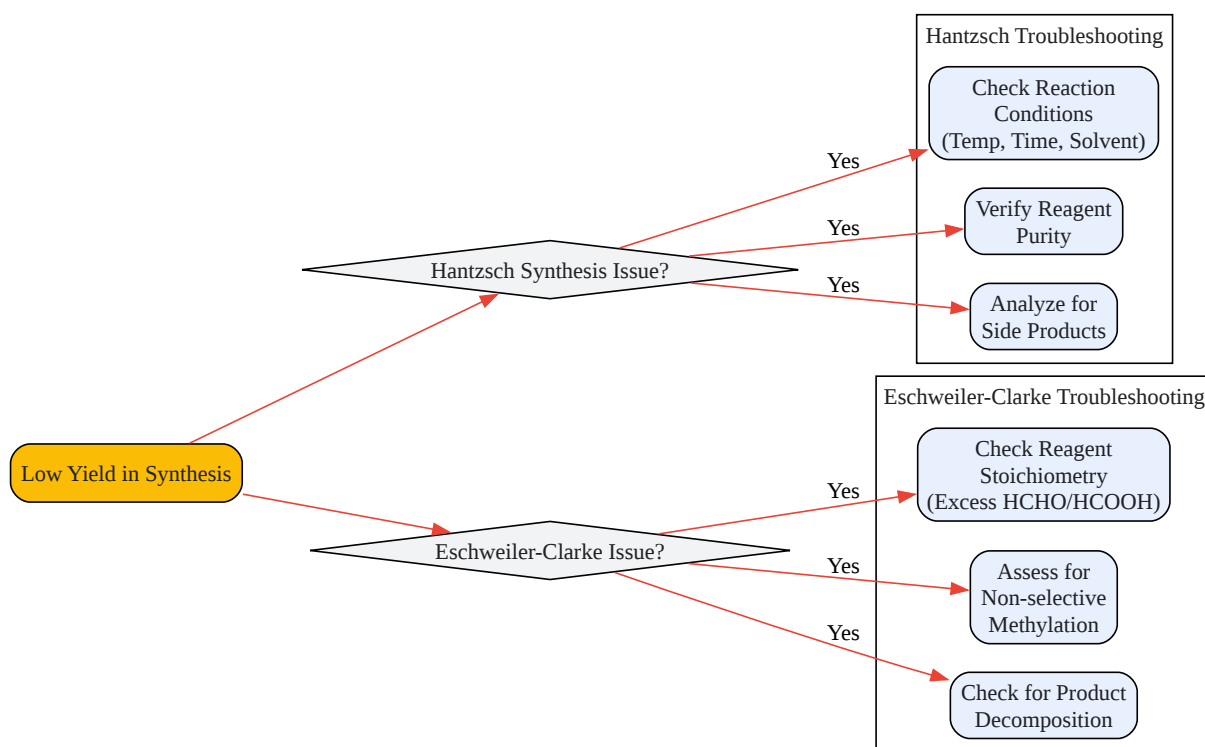 Hantzsch Troubleshooting
Check Reaction
Conditions
(Temp, Time, Solvent)
Yes
Verify Reagent
Purity
Yes
Hantzsch Synthesis Issue?
Yes
Analyze for
Side Products
Eschweiler-Clarke Troubleshooting
Low Yield in Synthesis
Check Reagent
Stoichiometry
(Excess HCHO/HCOOH)
Yes
Eschweiler-Clarke Issue?
Yes
Assess for
Non-selective
Methylation
Yes
Check for Product
Decomposition